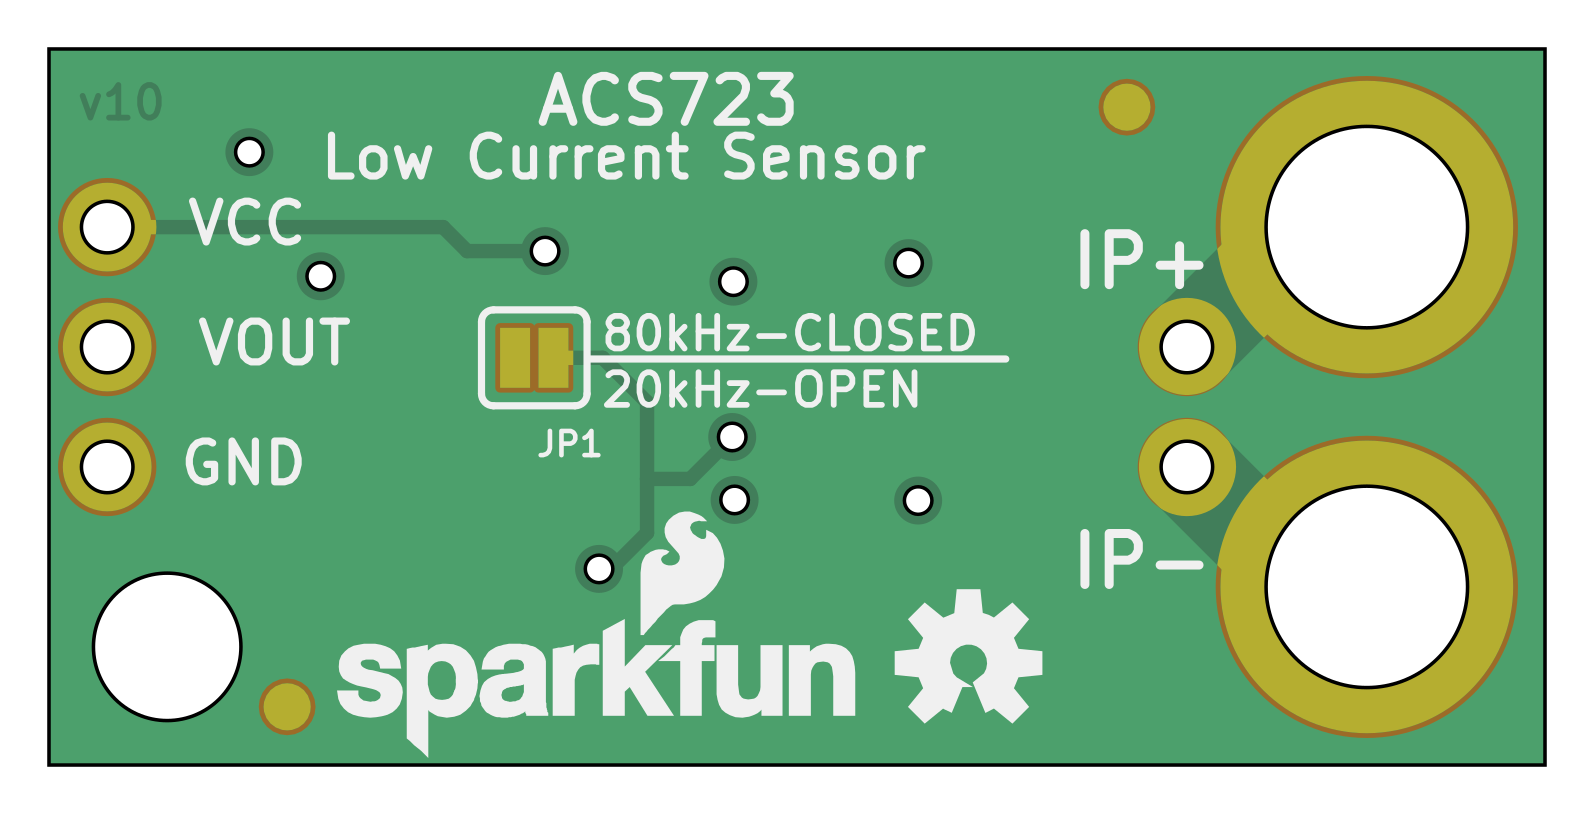 v10
ACS723
Low Current Sensor
VCC
IP+
VOUT
80kHz-CLOSED
20kHz-OPEN
JP1
GND
IP-
sparkfun